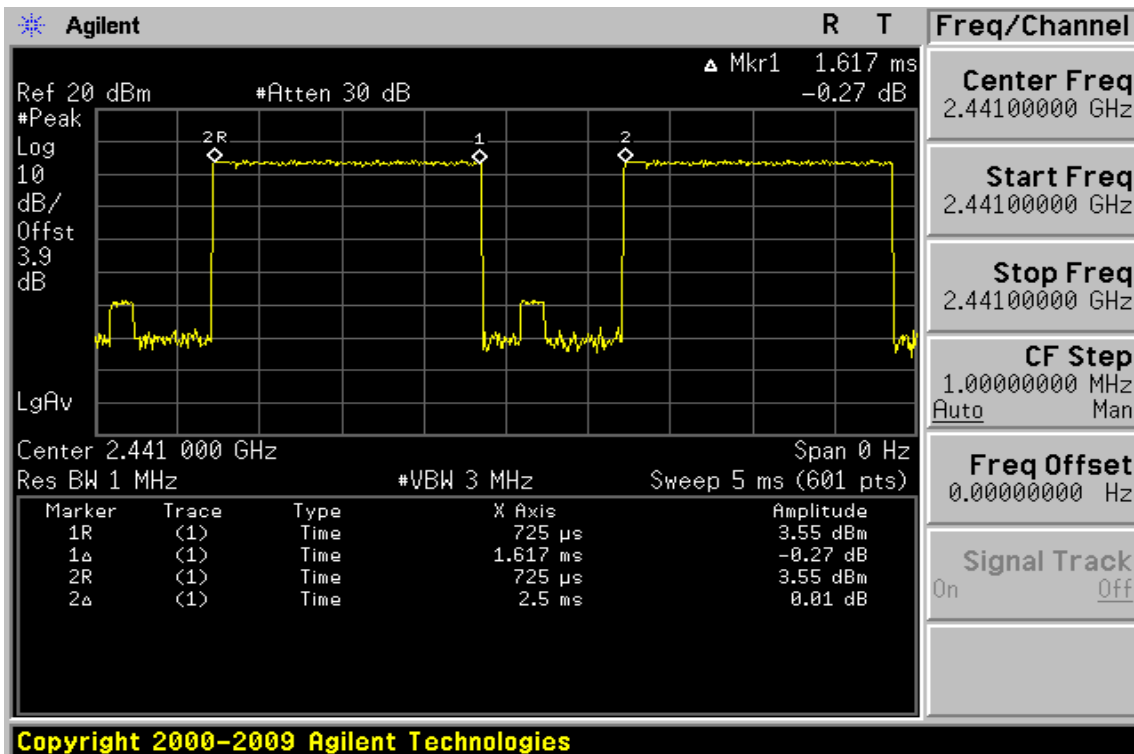 Agilent R T
Freq/Channel
Δ Mkr1 1.617 ms
Ref 20 dBm #Atten 30 dB -0.27 dB
#Peak
Log
10
dB/
Offst
3.9
dB
LgAv
2R
1
2
Center 2.441 000 GHz Span 0 Hz
Res BW 1 MHz #VBW 3 MHz Sweep 5 ms (601 pts)
Marker Trace Type X Axis Amplitude
1R (1) Time 725 µs 3.55 dBm
1Δ (1) Time 1.617 ms -0.27 dB
2R (1) Time 725 µs 3.55 dBm
2Δ (1) Time 2.5 ms 0.01 dB
Center Freq
2.44100000 GHz
Start Freq
2.44100000 GHz
Stop Freq
2.44100000 GHz
CF Step
1.00000000 MHz
Auto Man
Freq Offset
0.00000000 Hz
Signal Track
On Off
Copyright 2000-2009 Agilent Technologies